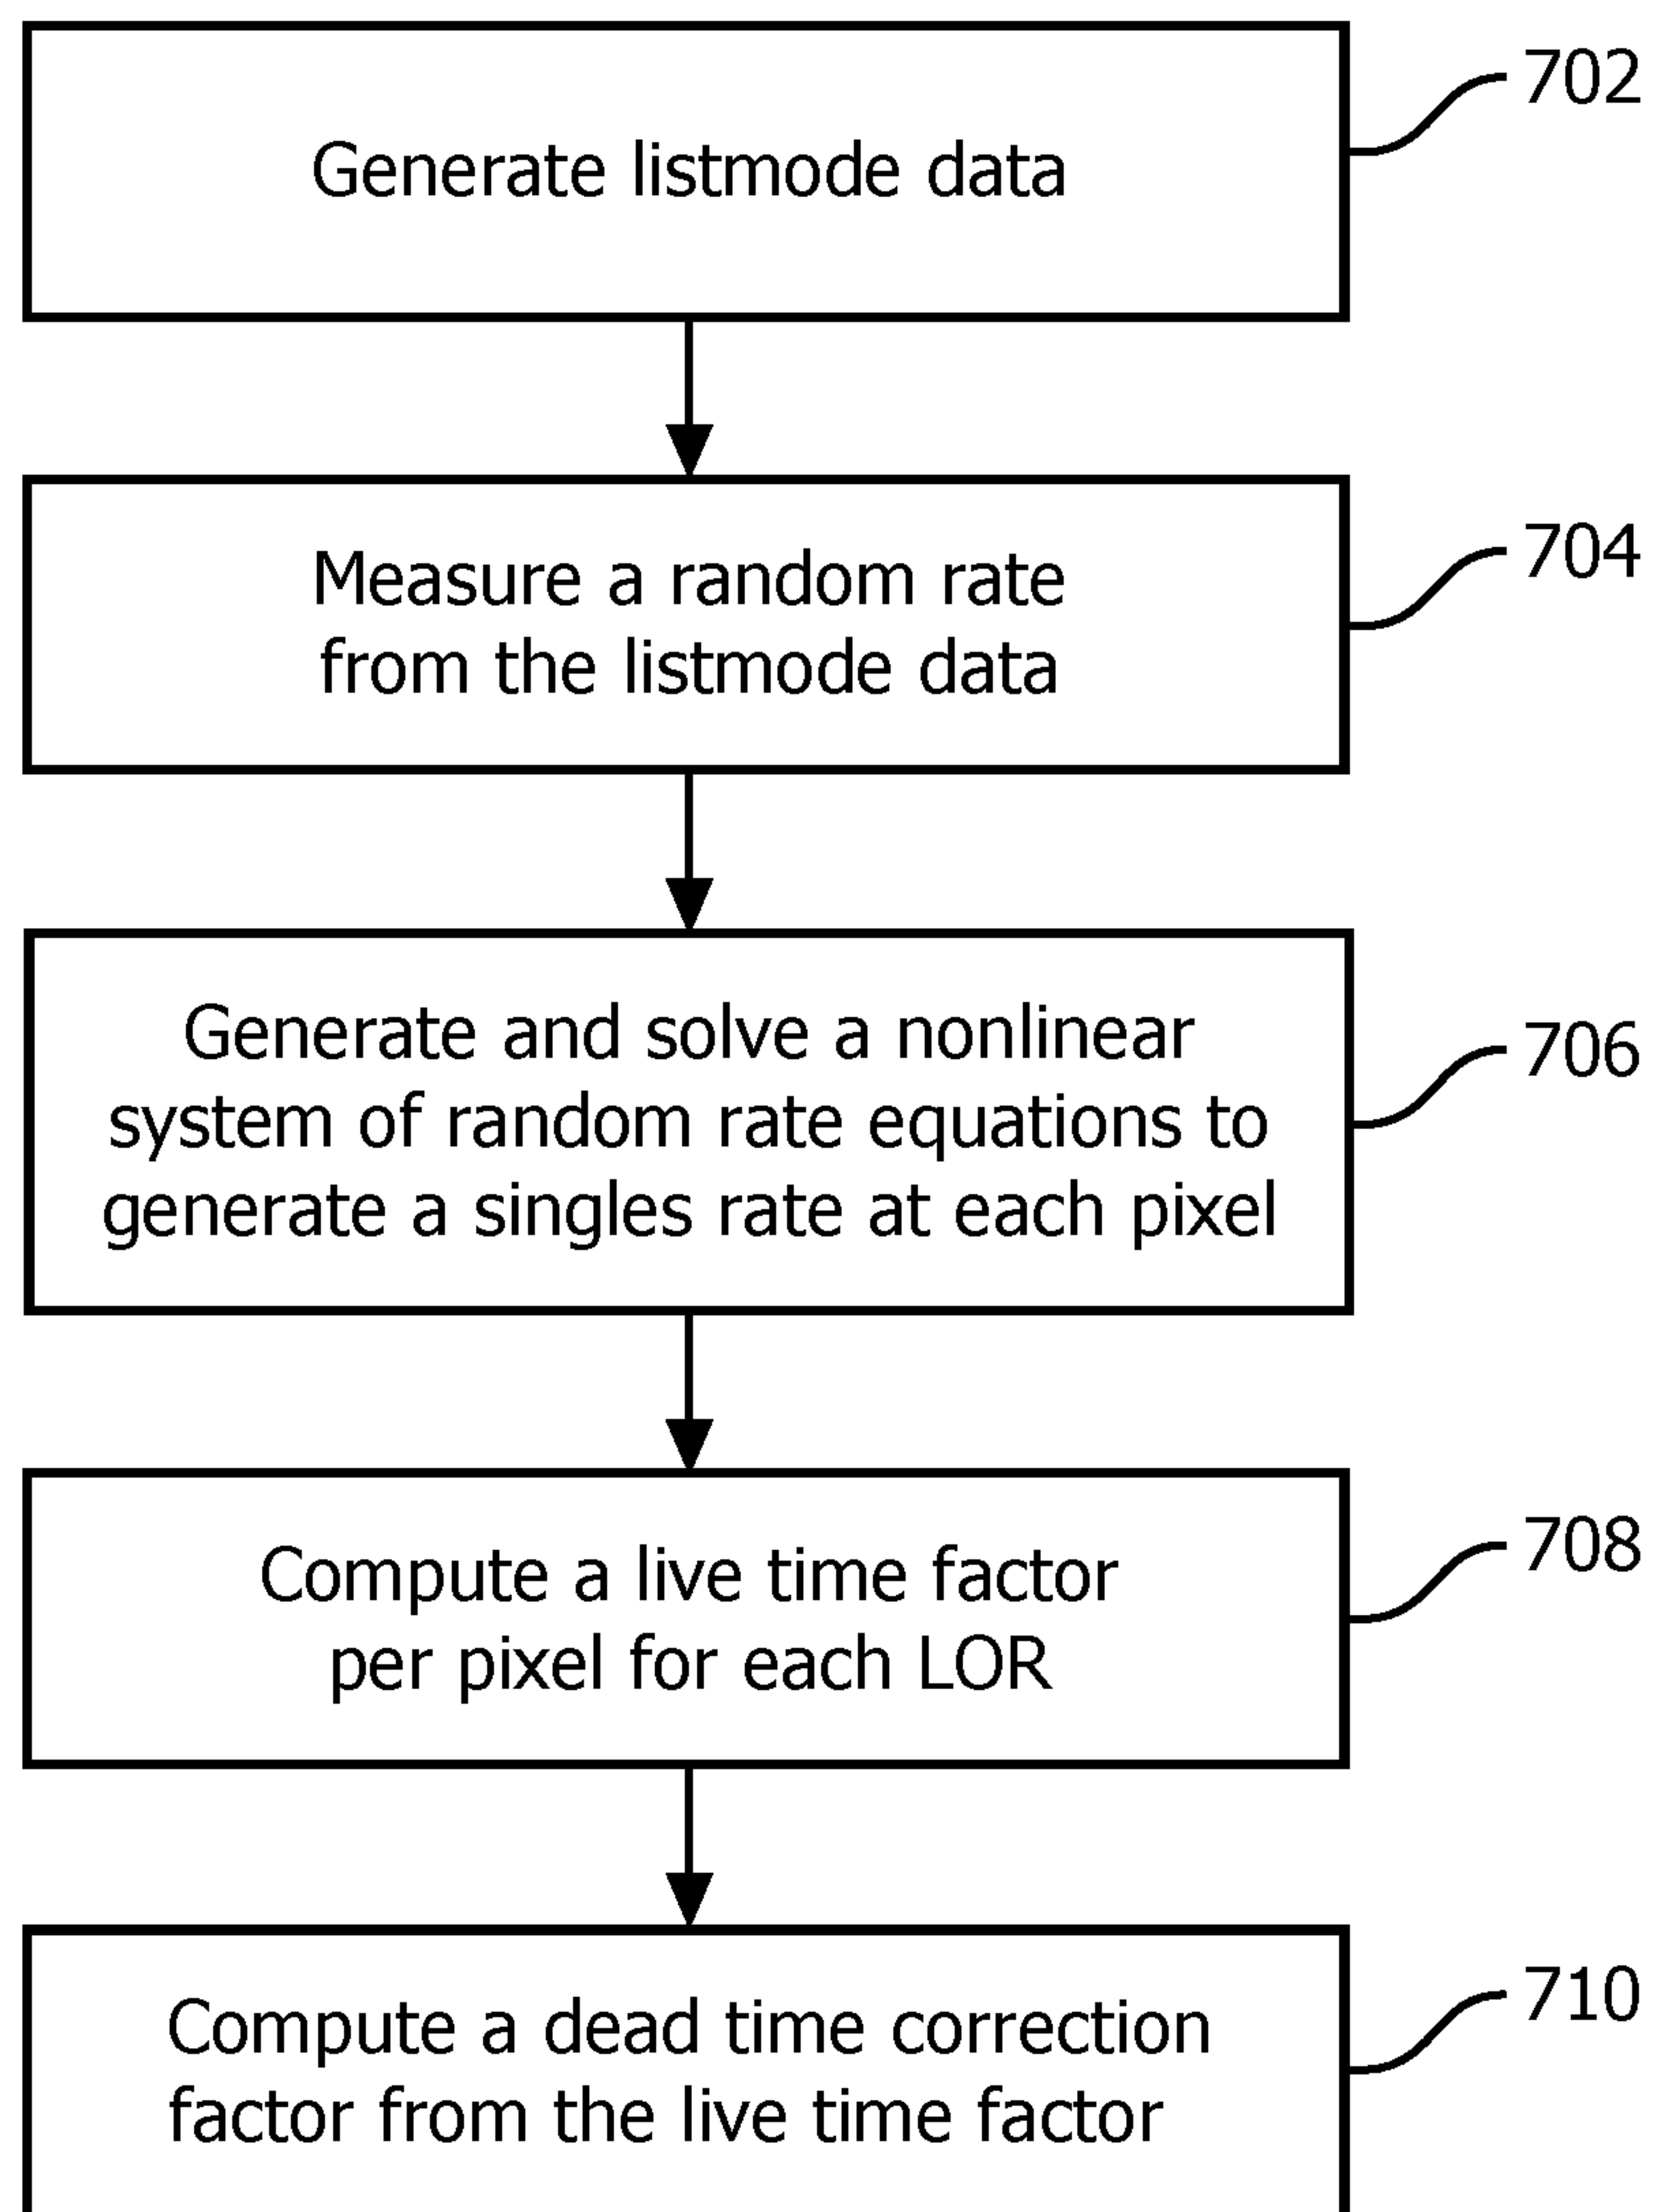 Generate listmode data
702
Measure a random rate
from the listmode data
704
Generate and solve a nonlinear
system of random rate equations to
generate a singles rate at each pixel
706
Compute a live time factor
per pixel for each LOR
708
Compute a dead time correction
factor from the live time factor
710